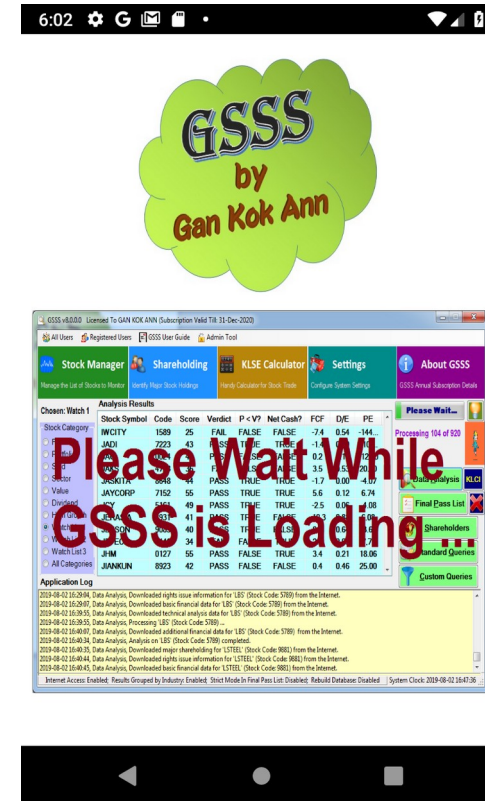 6:02
GSSS
by
Gan Kok Ann
GSSS v8.0.0.0 Licensed To GAN KOK ANN (Subscription Valid Till: 31-Dec-2020)
All Users Registered Users GSSS User Guide Admin Tool
Stock Manager Shareholding KLSE Calculator Settings About GSSS
Manage the List of Stocks to Monitor Identify Major Stock Holdings Handy Calculator for Stock Trade Configure System Settings GSSS Annual Subscription Details
Chosen: Watch 1 Analysis Results Please Wait...
Stock Symbol Code Score Verdict P < V? Net Cash? FCF D/E PE
Processing 104 of 920
Stock Category
IWCITY 1589 25 FAIL FALSE FALSE -7.4 0.54 -144...
JADI 7223 43
Please Wait While
GSSS is Loading ...
Sector
JASKITA 8648 44 PASS TRUE TRUE -1.7 0.00 -4.07
Data Analysis KLCI
Value
JAYCORP 7152 55 PASS TRUE TRUE 5.6 0.12 6.74
Dividend
49 PASS TRUE TRUE
Final Pass List
Shareholders
Standard Queries
Watch List 3
JHM 0127 55 PASS FALSE TRUE 3.4 0.21 18.06
All Categories
JIANKUN 8923 42 PASS FALSE FALSE 0.4 0.46 25.00
Custom Queries
Application Log
2019-08-02 16:29:04, Data Analysis, Downloaded rights issue information for 'LBS' (Stock Code: 5789) from the Internet.
2019-08-02 16:29:07, Data Analysis, Downloaded basic financial data for 'LBS' (Stock Code: 5789) from the Internet.
2019-08-02 16:39:55, Data Analysis, Downloaded technical analysis data for 'LBS' (Stock Code: 5789) from the Internet.
2019-08-02 16:39:55, Data Analysis, Processing 'LBS' (Stock Code: 5789) ...
2019-08-02 16:40:07, Data Analysis, Downloaded additional financial data for 'LBS' (Stock Code: 5789) from the Internet.
2019-08-02 16:40:34, Data Analysis, Analysis on 'LBS' (Stock Code: 5789) completed.
2019-08-02 16:40:35, Data Analysis, Downloaded major shareholding for 'LSTEEL' (Stock Code: 9881) from the Internet.
2019-08-02 16:40:44, Data Analysis, Downloaded rights issue information for 'LSTEEL' (Stock Code: 9881) from the Internet.
2019-08-02 16:40:45, Data Analysis, Downloaded basic financial data for 'LSTEEL' (Stock Code: 9881) from the Internet.
Internet Access: Enabled; Results Grouped by Industry: Enabled; Strict Mode In Final Pass List: Disabled; Rebuild Database: Disabled System Clock: 2019-08-02 16:47:36